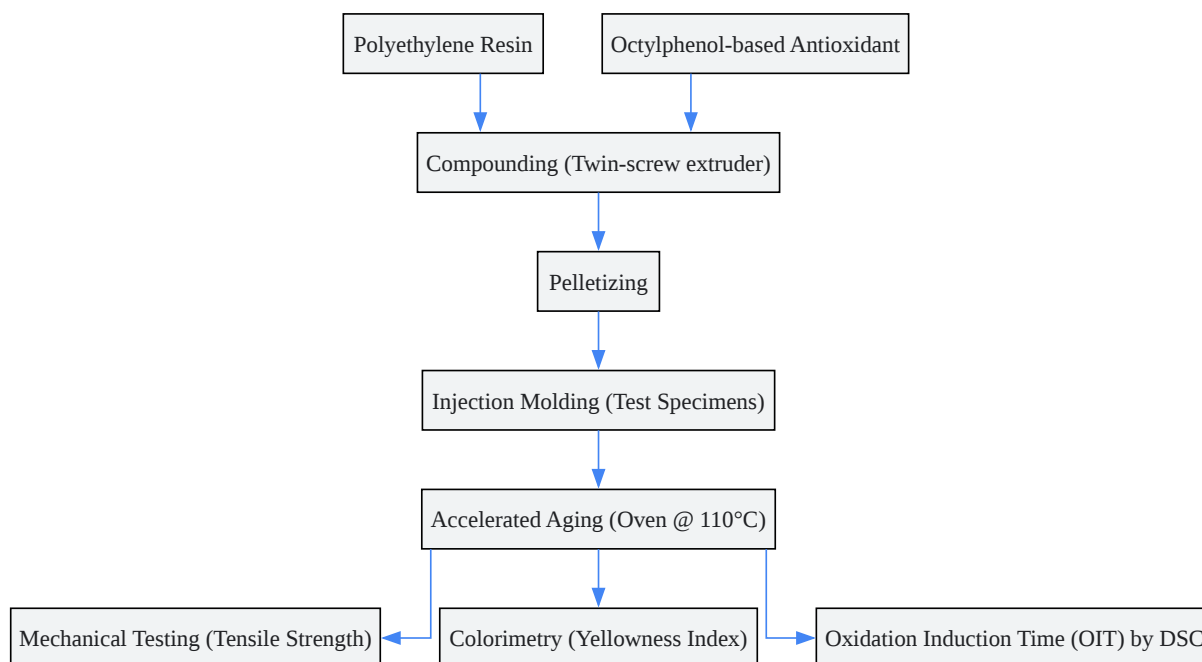 Polyethylene Resin
Octylphenol-based Antioxidant
Compounding (Twin-screw extruder)
Pelletizing
Injection Molding (Test Specimens)
Accelerated Aging (Oven @ 110°C)
Mechanical Testing (Tensile Strength)
Colorimetry (Yellowness Index)
Oxidation Induction Time (OIT) by DSC